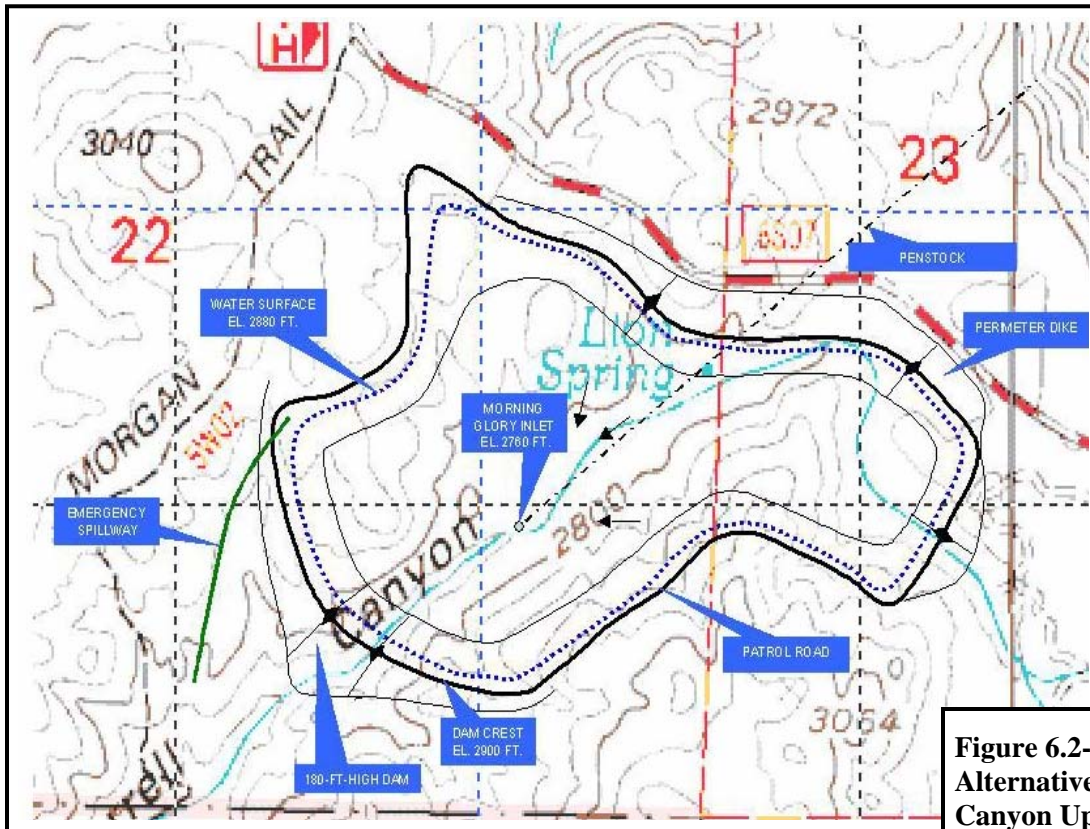 H
3040
TRAIL
2972
23
22
6S07
PENSTOCK
WATER SURFACE
EL. 2880 FT.
Lion
Spring
PERIMETER DIKE
MORNING
GLORY INLET
EL. 2760 FT.
MORGAN
5W02
EMERGENCY
SPILLWAY
2800
Canyon
PATROL ROAD
3064
DAM CREST
EL. 2900 FT.
180-FT-HIGH DAM
Figure 6.2-
Alternative
Canyon Up